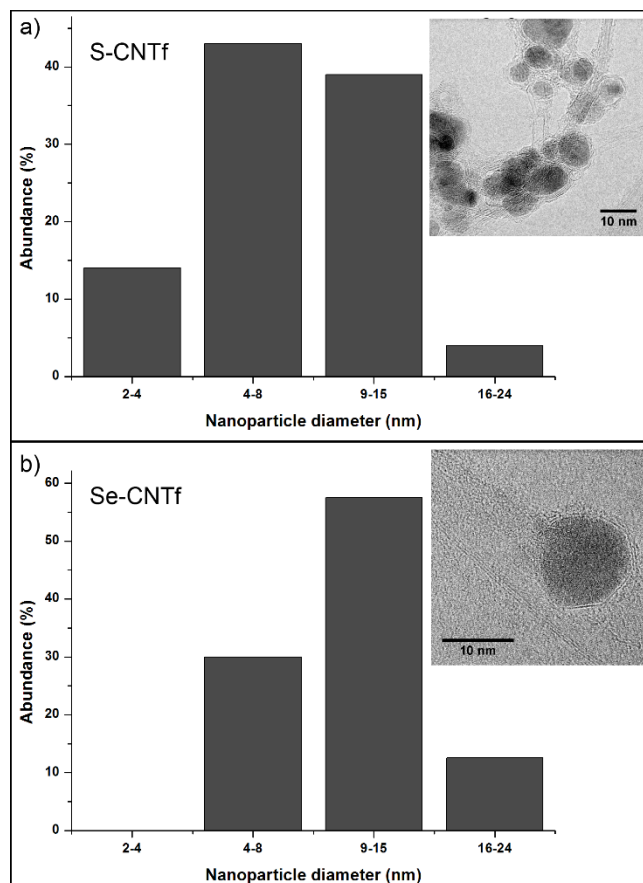 a)
S-CNTf
40
30
20
10
0
Abundance (%)
10 nm
2-4 4-8 9-15 16-24
Nanoparticle diameter (nm)
b)
Se-CNTf
60
50
40
30
20
10
0
Abundance (%)
10 nm
2-4 4-8 9-15 16-24
Nanoparticle diameter (nm)